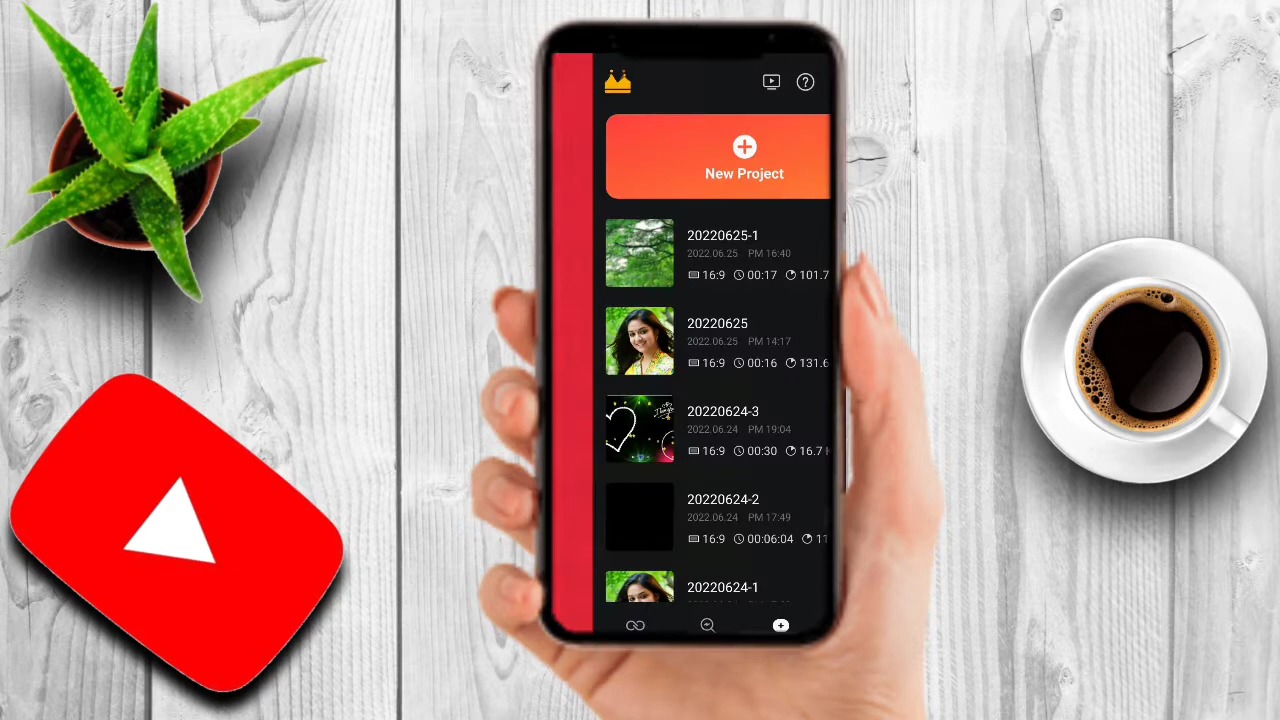 New Project
20220625-1
2022.06.25 PM 16:40
16:9 00:17 101.7
20220625
2022.06.25 PM 14:17
16:9 00:16 131.6
20220624-3
2022.06.24 PM 19:04
16:9 00:30 16.7
20220624-2
2022.06.24 PM 17:49
16:9 00:06:04 11
20220624-1